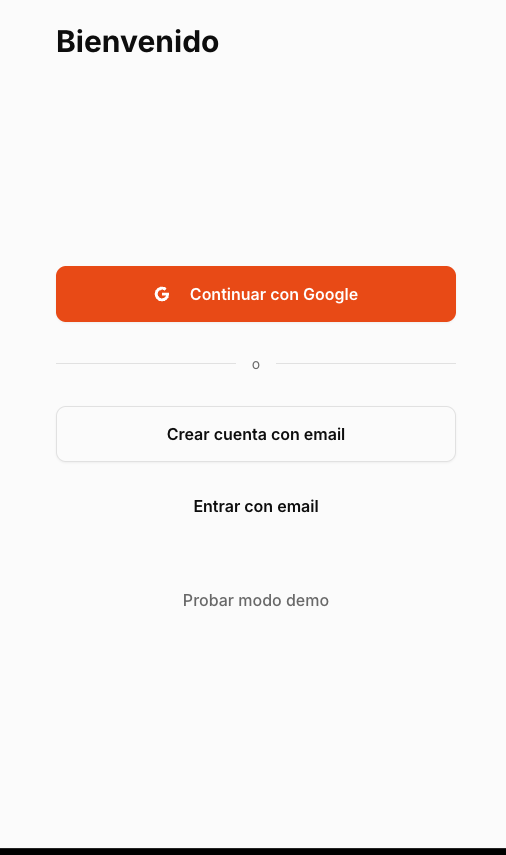 Bienvenido
G Continuar con Google
o
Crear cuenta con email
Entrar con email
Probar modo demo